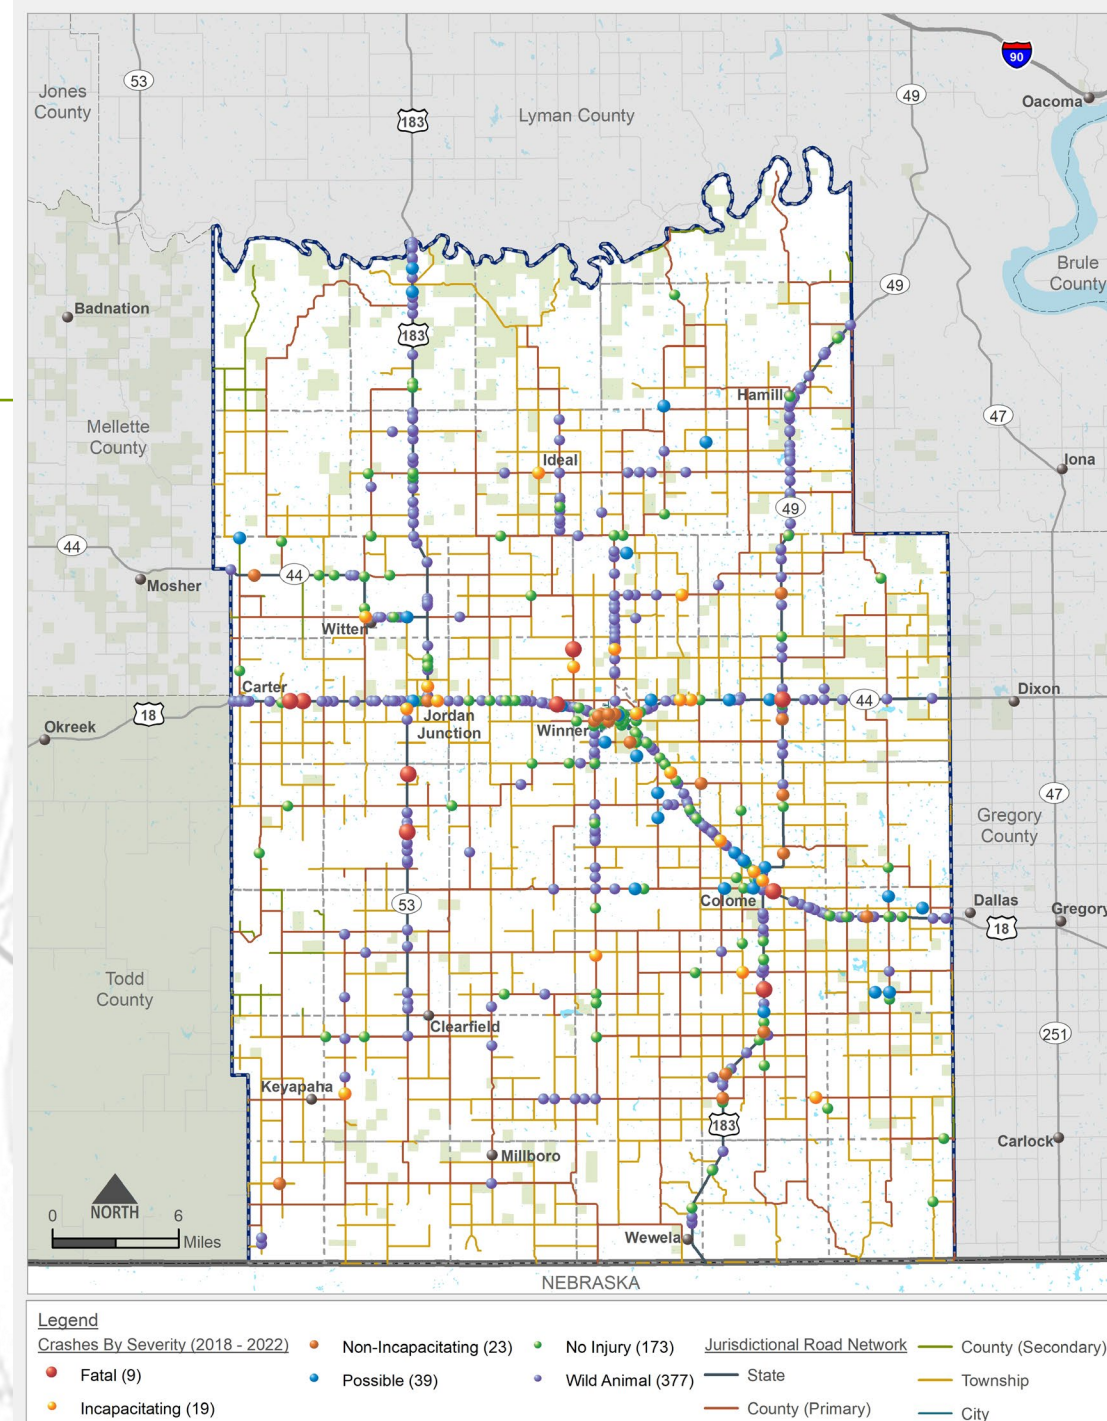 90
53
49
Jones
County
Oacoma
183
Lyman County
Brule
County
49
Badnation
183
Hamill
47
Mellette
County
Ideal
Iona
49
44
44
Mosher
Witten
Carter
44
Dixon
18
Okreek
Jordan
Junction
Winner
47
Gregory
County
53
Colome
Dallas
Gregory
18
Todd
County
Clearfield
251
Keyapaha
183
Carlock
Millboro
NORTH
0 6
Miles
Wewela
NEBRASKA
Legend
Crashes By Severity (2018 - 2022)
Fatal (9)
Incapacitating (19)
Non-Incapacitating (23)
Possible (39)
No Injury (173)
Wild Animal (377)
Jurisdictional Road Network
State
County (Primary)
County (Secondary)
Township
City